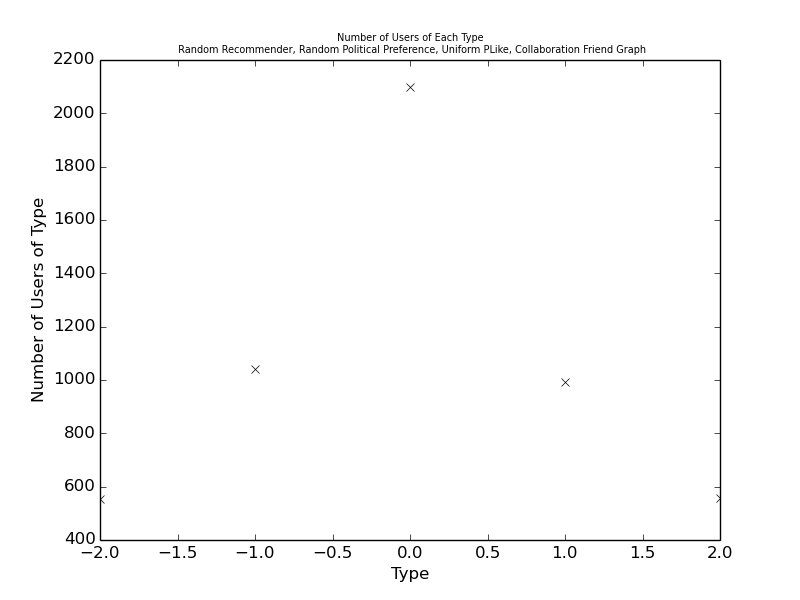 Number of Users of Each Type
Random Recommender, Random Political Preference, Uniform PLike, Collaboration Friend Graph
2200
2000
1800
1600
1400
1200
1000
800
600
400
Number of Users of Type
−2.0 −1.5 −1.0 −0.5 0.0 0.5 1.0 1.5 2.0
Type